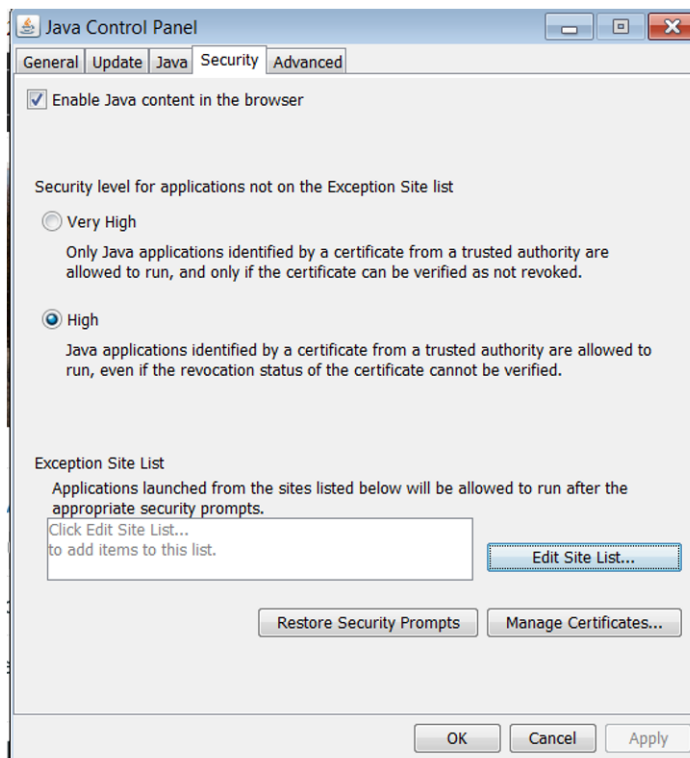 Java Control Panel
General Update Java Security Advanced
Enable Java content in the browser
Security level for applications not on the Exception Site list
Very High
Only Java applications identified by a certificate from a trusted authority are
allowed to run, and only if the certificate can be verified as not revoked.
High
Java applications identified by a certificate from a trusted authority are allowed to
run, even if the revocation status of the certificate cannot be verified.
Exception Site List
Applications launched from the sites listed below will be allowed to run after the
appropriate security prompts.
Click Edit Site List...
to add items to this list.
Edit Site List...
Restore Security Prompts Manage Certificates...
OK Cancel Apply